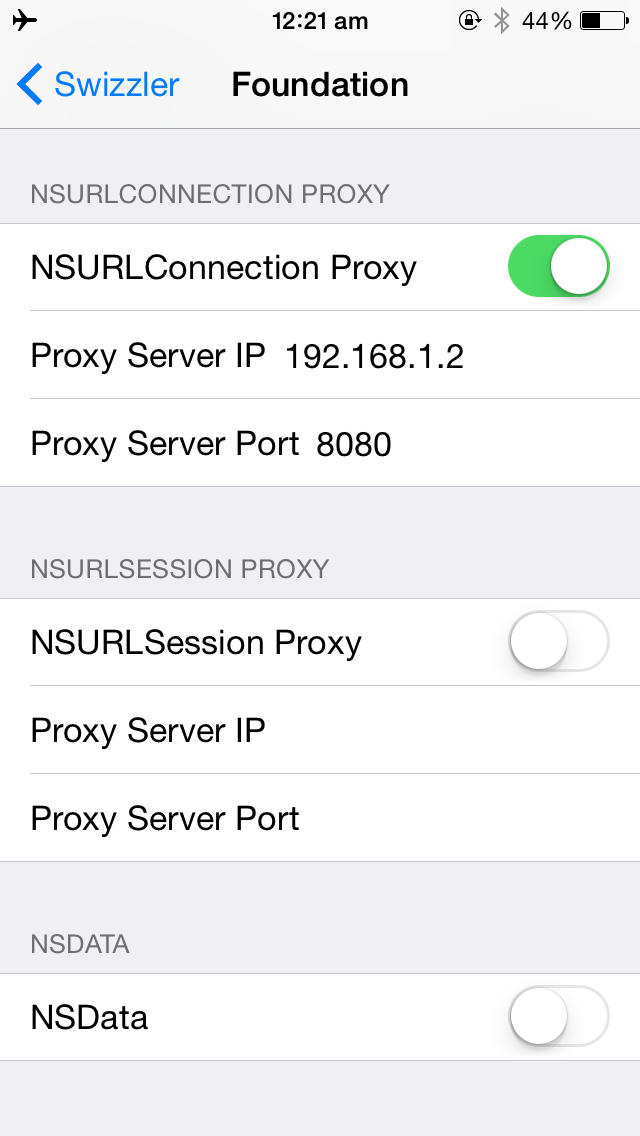 12:21 am 44%
Swizzler Foundation
NSURLCONNECTION PROXY
NSURLConnection Proxy
Proxy Server IP 192.168.1.2
Proxy Server Port 8080
NSURLSESSION PROXY
NSURLSession Proxy
Proxy Server IP
Proxy Server Port
NSDATA
NSData